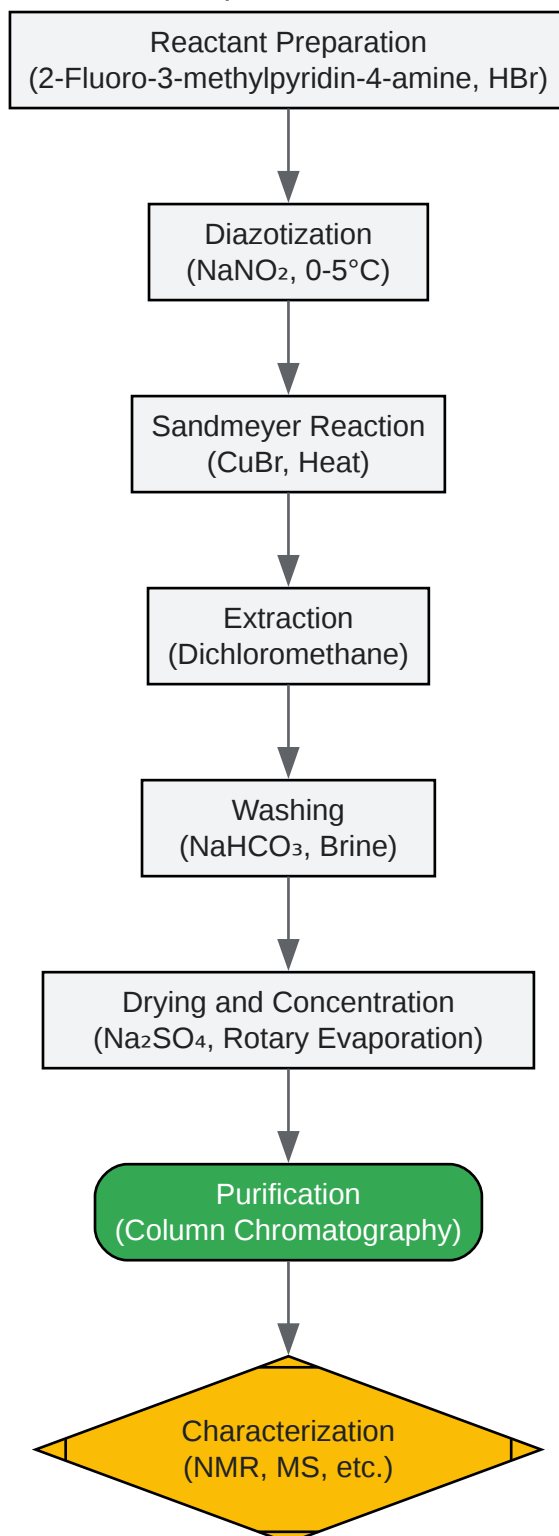 Reactant Preparation
(2-Fluoro-3-methylpyridin-4-amine, HBr)
Diazotization
(NaNO₂, 0-5°C)
Sandmeyer Reaction
(CuBr, Heat)
Extraction
(Dichloromethane)
Washing
(NaHCO₃, Brine)
Drying and Concentration
(Na₂SO₄, Rotary Evaporation)
Purification
(Column Chromatography)
Characterization
(NMR, MS, etc.)